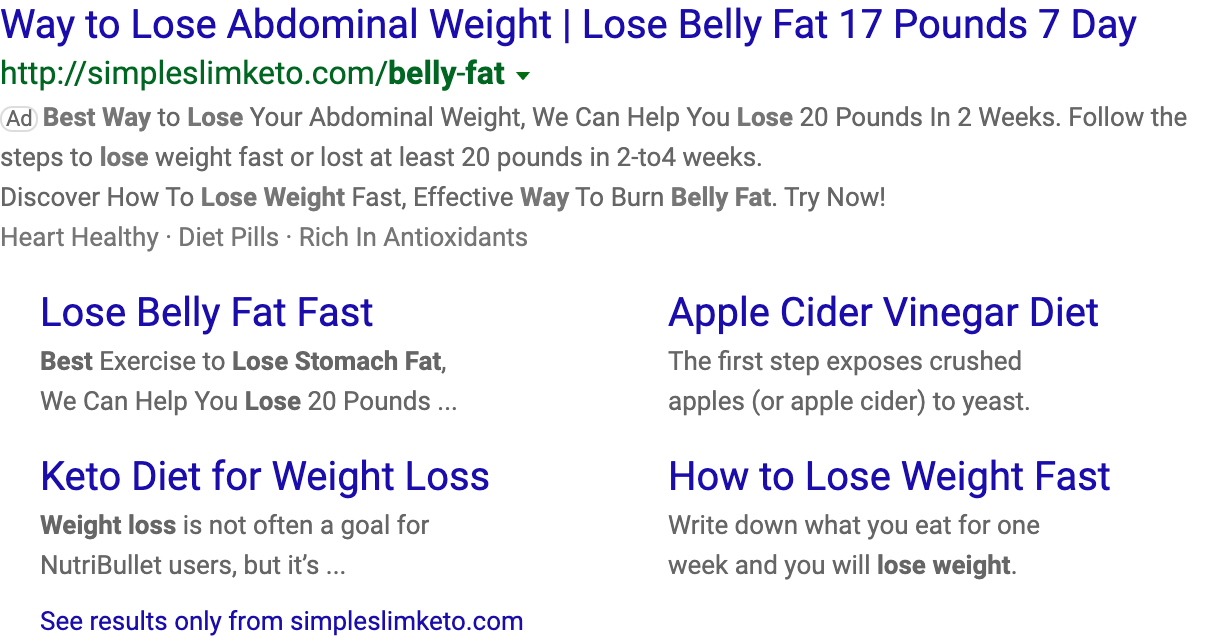 Way to Lose Abdominal Weight | Lose Belly Fat 17 Pounds 7 Day
http://simpleslimketo.com/belly-fat
Ad Best Way to Lose Your Abdominal Weight, We Can Help You Lose 20 Pounds In 2 Weeks. Follow the
steps to lose weight fast or lost at least 20 pounds in 2-to4 weeks.
Discover How To Lose Weight Fast, Effective Way To Burn Belly Fat. Try Now!
Heart Healthy · Diet Pills · Rich In Antioxidants
Lose Belly Fat Fast
Best Exercise to Lose Stomach Fat,
We Can Help You Lose 20 Pounds ...
Apple Cider Vinegar Diet
The first step exposes crushed
apples (or apple cider) to yeast.
Keto Diet for Weight Loss
Weight loss is not often a goal for
NutriBullet users, but it’s ...
How to Lose Weight Fast
Write down what you eat for one
week and you will lose weight.
See results only from simpleslimketo.com